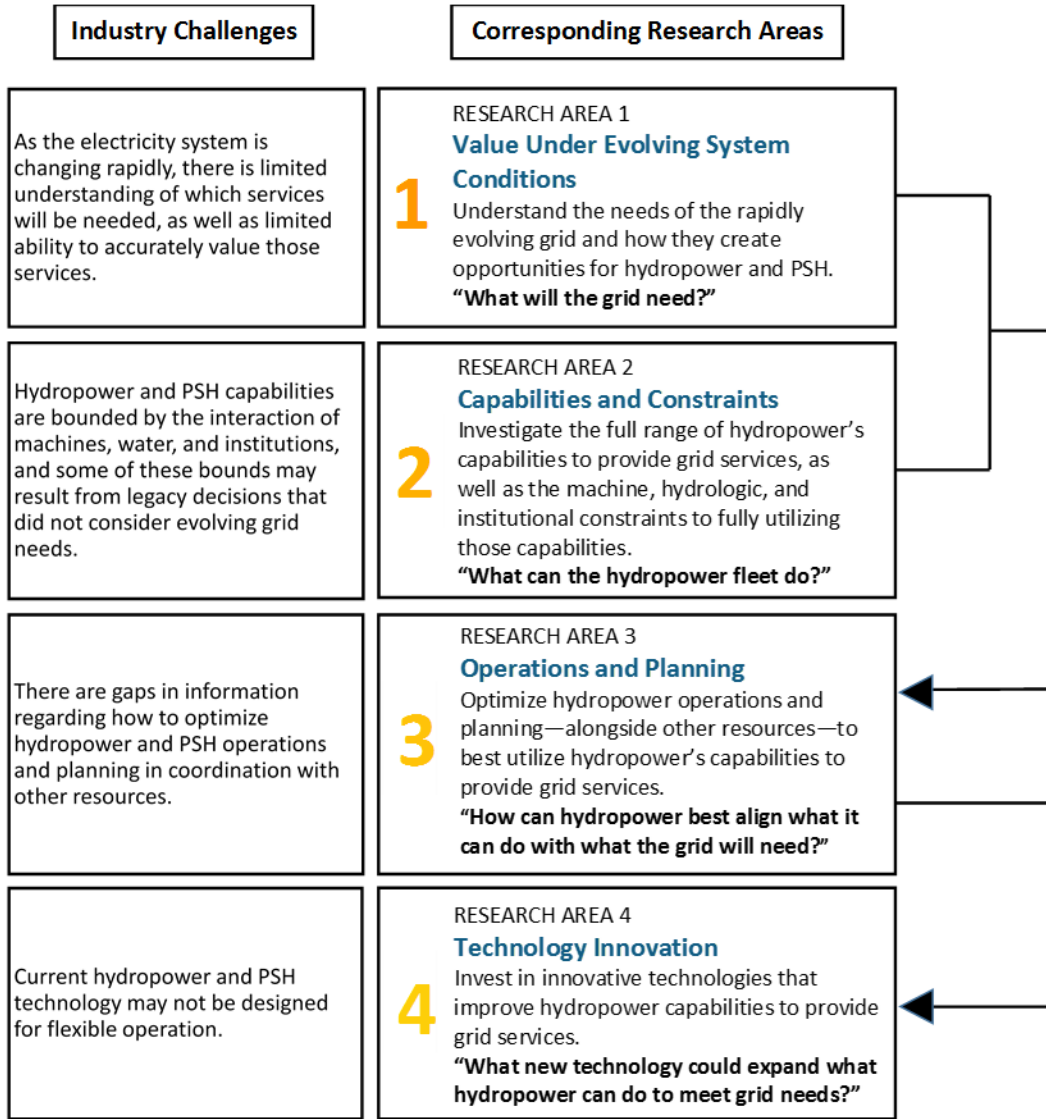 Industry Challenges
Corresponding Research Areas
As the electricity system is
changing rapidly, there is limited
understanding of which services
will be needed, as well as limited
ability to accurately value those
services.
1
RESEARCH AREA 1
Value Under Evolving System
Conditions
Understand the needs of the rapidly
evolving grid and how they create
opportunities for hydropower and PSH.
“What will the grid need?”
Hydropower and PSH capabilities
are bounded by the interaction of
machines, water, and institutions,
and some of these bounds may
result from legacy decisions that
did not consider evolving grid
needs.
2
RESEARCH AREA 2
Capabilities and Constraints
Investigate the full range of hydropower’s
capabilities to provide grid services, as
well as the machine, hydrologic, and
institutional constraints to fully utilizing
those capabilities.
“What can the hydropower fleet do?”
There are gaps in information
regarding how to optimize
hydropower and PSH operations
and planning in coordination with
other resources.
3
RESEARCH AREA 3
Operations and Planning
Optimize hydropower operations and
planning—alongside other resources—to
best utilize hydropower’s capabilities to
provide grid services.
“How can hydropower best align what it
can do with what the grid will need?”
Current hydropower and PSH
technology may not be designed
for flexible operation.
4
RESEARCH AREA 4
Technology Innovation
Invest in innovative technologies that
improve hydropower capabilities to provide
grid services.
“What new technology could expand what
hydropower can do to meet grid needs?”